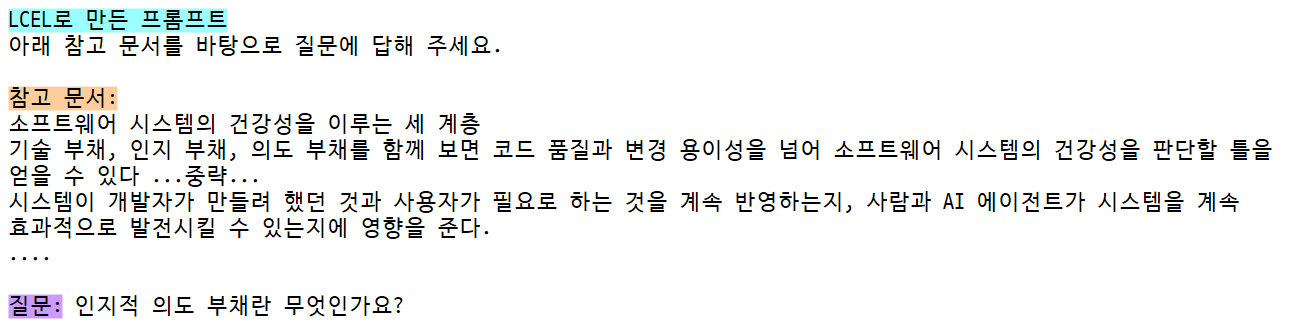 LCEL로 만든 프롬프트
아래 참고 문서를 바탕으로 질문에 답해 주세요.
참고 문서:
소프트웨어 시스템의 건강성을 이루는 세 계층
기술 부채, 인지 부채, 의도 부채를 함께 보면 코드 품질과 변경 용이성을 넘어 소프트웨어 시스템의 건강성을 판단할 틀을
얻을 수 있다 ...중략...
시스템이 개발자가 만들려 했던 것과 사용자가 필요로 하는 것을 계속 반영하는지, 사람과 AI 에이전트가 시스템을 계속
효과적으로 발전시킬 수 있는지에 영향을 준다.
....
질문: 인지적 의도 부채란 무엇인가요?